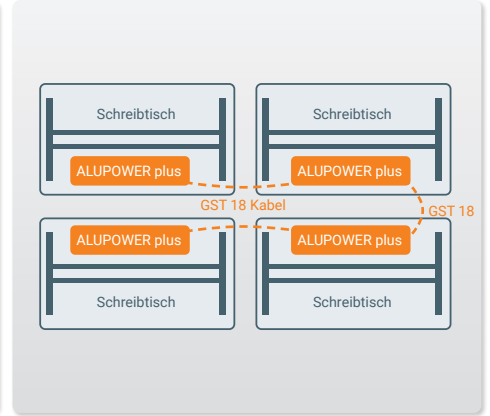 Schreibtisch
Schreibtisch
ALUPOWER plus
ALUPOWER plus
GST 18 Kabel
GST 18
ALUPOWER plus
ALUPOWER plus
Schreibtisch
Schreibtisch